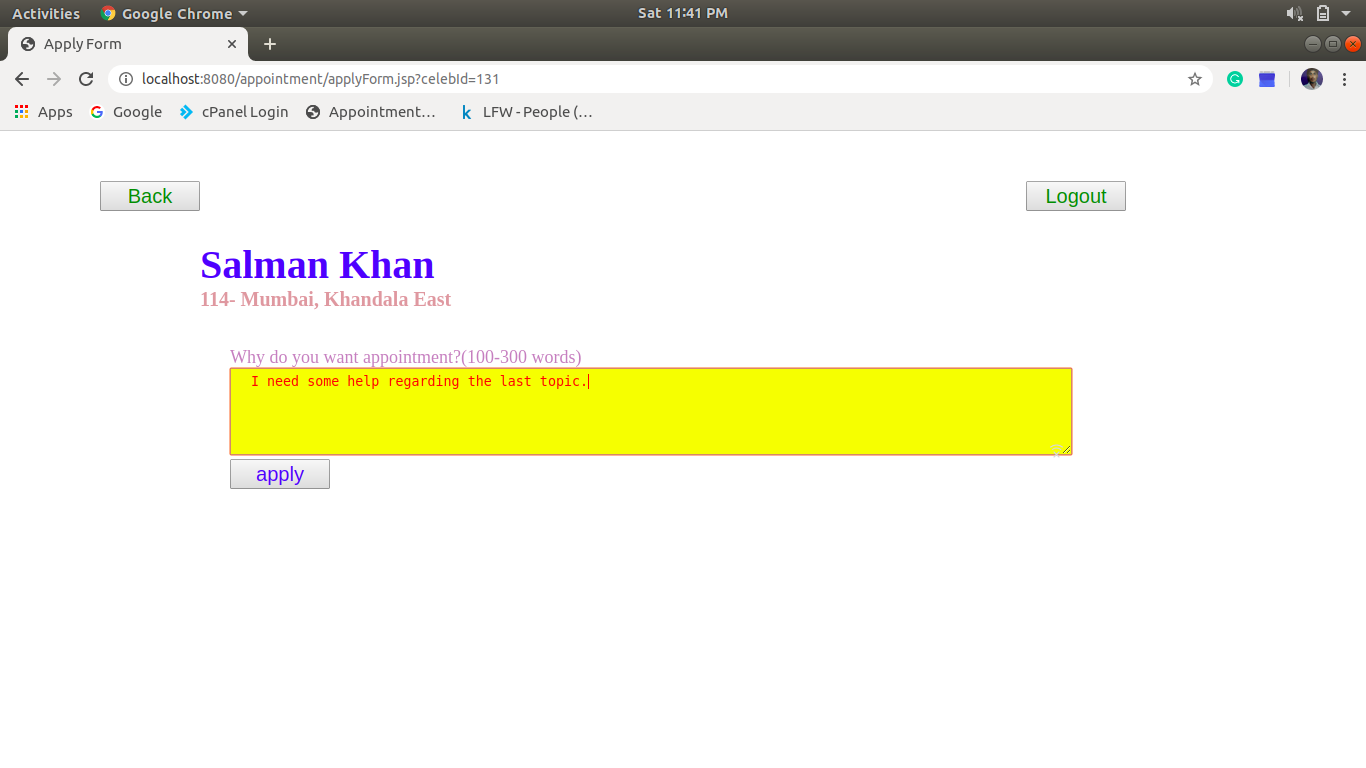 Activities Google Chrome Sat 11:41 PM
Apply Form
localhost:8080/appointment/applyForm.jsp?celebId=131
Apps Google cPanel Login Appointment… k LFW - People (…
Back Logout
Salman Khan
114- Mumbai, Khandala East
Why do you want appointment?(100-300 words)
I need some help regarding the last topic.
apply